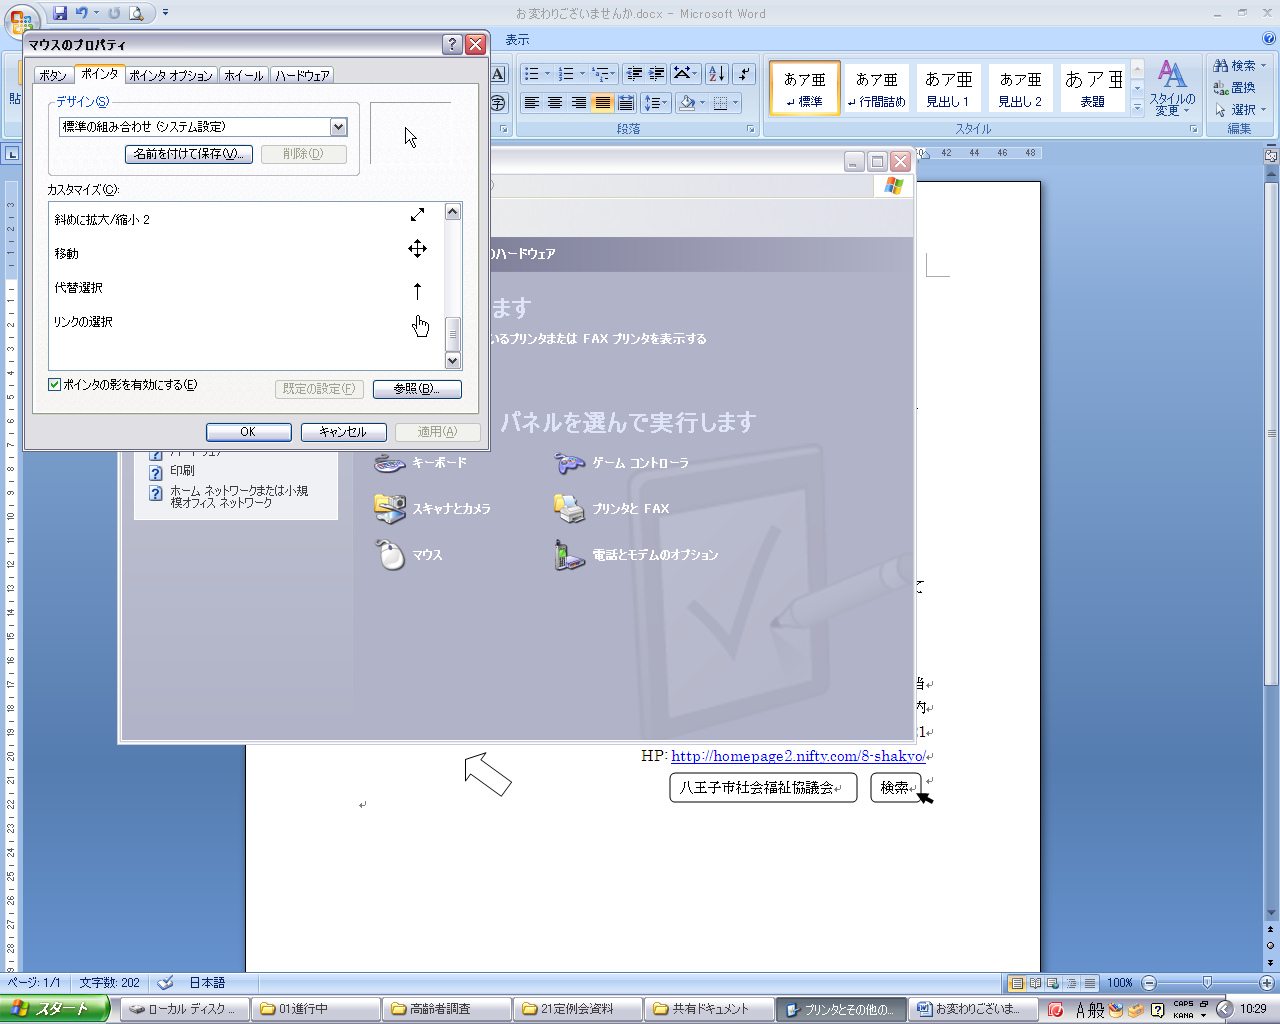 お変わりございませんか.docx - Microsoft Word
マウスのプロパティ
表示
ボタン ポインタ ポインタ オプション ホイール ハードウェア
デザイン(S)
標準の組み合わせ (システム設定)
名前を付けて保存(V)... 削除(D)
カスタマイズ(C):
斜めに拡大/縮小 2
移動
代替選択
リンクの選択
ポインタの影を有効にする(E)
既定の設定(F) 参照(B)...
OK キャンセル 適用(A)
貼
段落
あア亜 あア亜 あア亜 あア亜 あア亜
標準 行間詰め 見出し 1 見出し 2 表題
スタイルの
変更
スタイル
検索
置換
選択
編集
42 44 46 48
のハードウェア
ます
いるプリンタまたは FAX プリンタを表示する
パネルを選んで実行します
キーボード ゲーム コントローラ
スキャナとカメラ プリンタと FAX
マウス 電話とモデムのオプション
印刷
ホーム ネットワークまたは小規
模オフィス ネットワーク
て
内
1
HP: http://homepage2.nifty.com/8-shakyo/
八王子市社会福祉協議会 検索
ページ: 1/1 文字数: 202 日本語 100%
スタート ローカル ディスク ... 01進行中 高齢者調査 21定例会資料 共有ドキュメント プリンタとその他の... お変わりございま... A 般 CAPS KANA 10:29